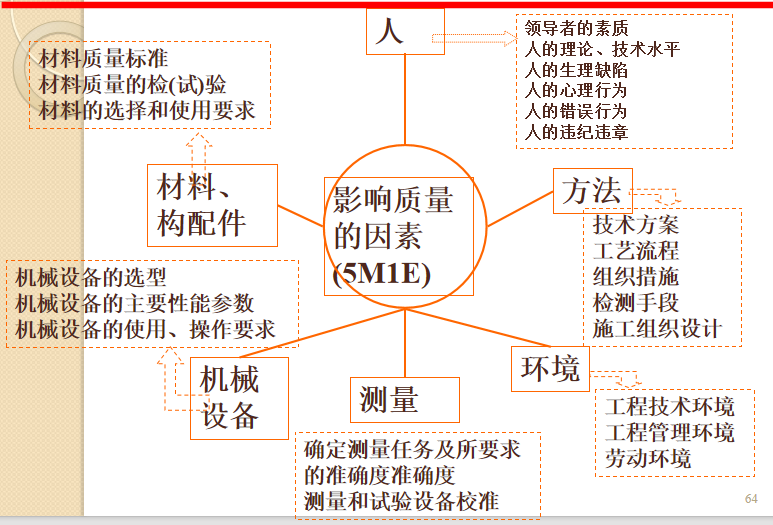 人
领导者的素质
人的理论、技术水平
人的生理缺陷
人的心理行为
人的错误行为
人的违纪违章
材料质量标准
材料质量的检(试)验
材料的选择和使用要求
材料、
构配件
影响质量
的因素
(5M1E)
方法
技术方案
工艺流程
组织措施
检测手段
施工组织设计
机械设备的选型
机械设备的主要性能参数
机械设备的使用、操作要求
机械
设备
测量
确定测量任务及所要求
的准确度准确度
测量和试验设备校准
环境
工程技术环境
工程管理环境
劳动环境
64